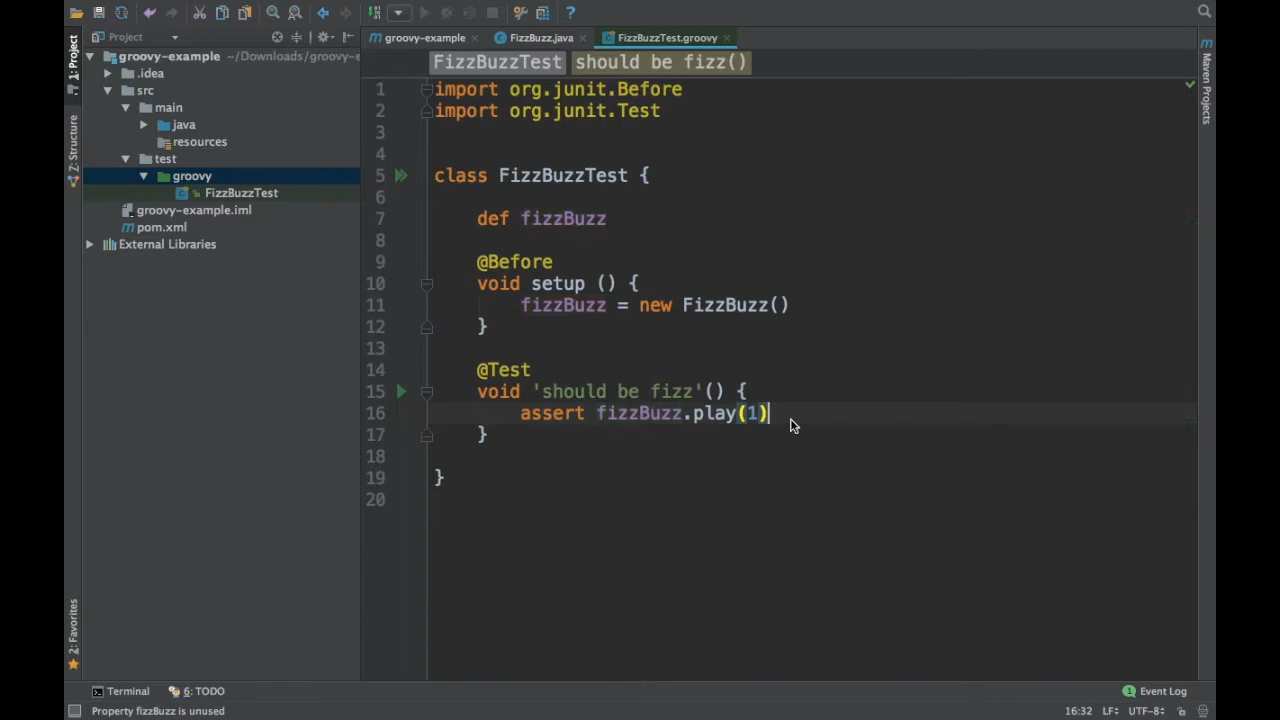 groovy-example
FizzBuzz.java
FizzBuzzTest.groovy
1: Project
Project
FizzBuzzTest
should be fizz()
groovy-example ~/Downloads/groovy-e
.idea
src
main
java
resources
test
groovy
FizzBuzzTest
groovy-example.iml
pom.xml
External Libraries
Z: Structure
2: Favorites
1 import org.junit.Before
2 import org.junit.Test
3
4
5 class FizzBuzzTest {
6
7 def fizzBuzz
8
9 @Before
10 void setup () {
11 fizzBuzz = new FizzBuzz()
12 }
13
14 @Test
15 void 'should be fizz'() {
16 assert fizzBuzz.play(1)
17 }
18
19 }
20
Maven Projects
Terminal
6: TODO
1 Event Log
Property fizzBuzz is unused
16:32 LF÷ UTF-8÷